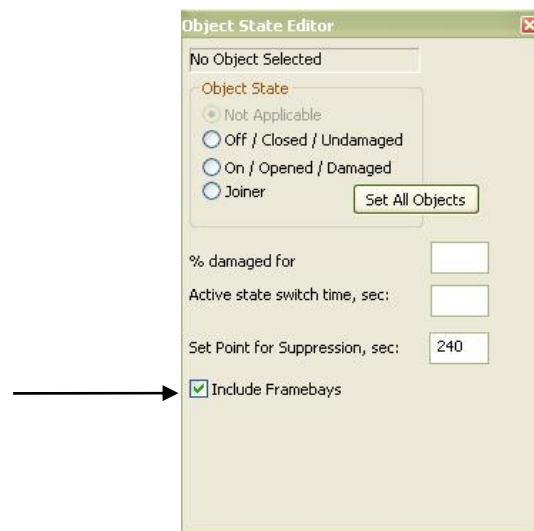 Object State Editor
No Object Selected
Object State
Not Applicable
Off / Closed / Undamaged
On / Opened / Damaged
Joiner
Set All Objects
% damaged for
Active state switch time, sec:
Set Point for Suppression, sec: 240
Include Framebays